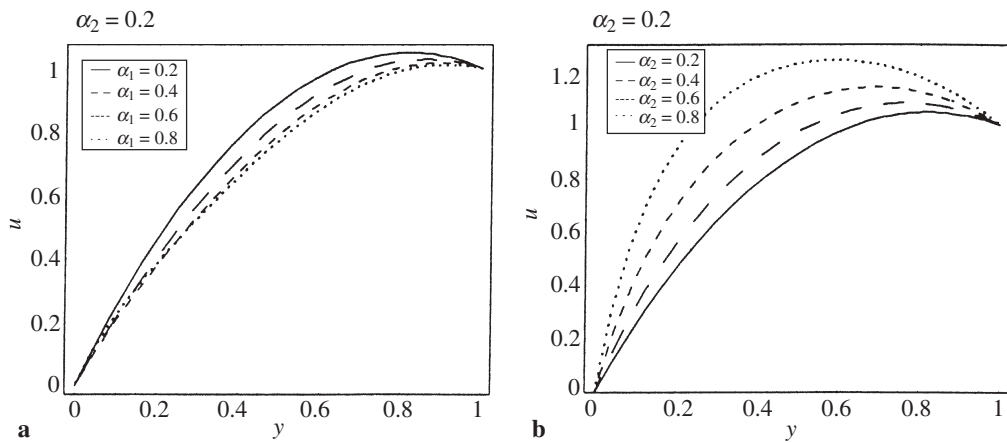 α₂ = 0.2
1
0.8
0.6
0.4
0.2
0
u
α₁ = 0.2
α₁ = 0.4
α₁ = 0.6
α₁ = 0.8
0 0.2 0.4 0.6 0.8 1
y
a
α₂ = 0.2
1.2
1
0.8
0.6
0.4
0.2
0
u
α₂ = 0.2
α₂ = 0.4
α₂ = 0.6
α₂ = 0.8
0 0.2 0.4 0.6 0.8 1
y
b